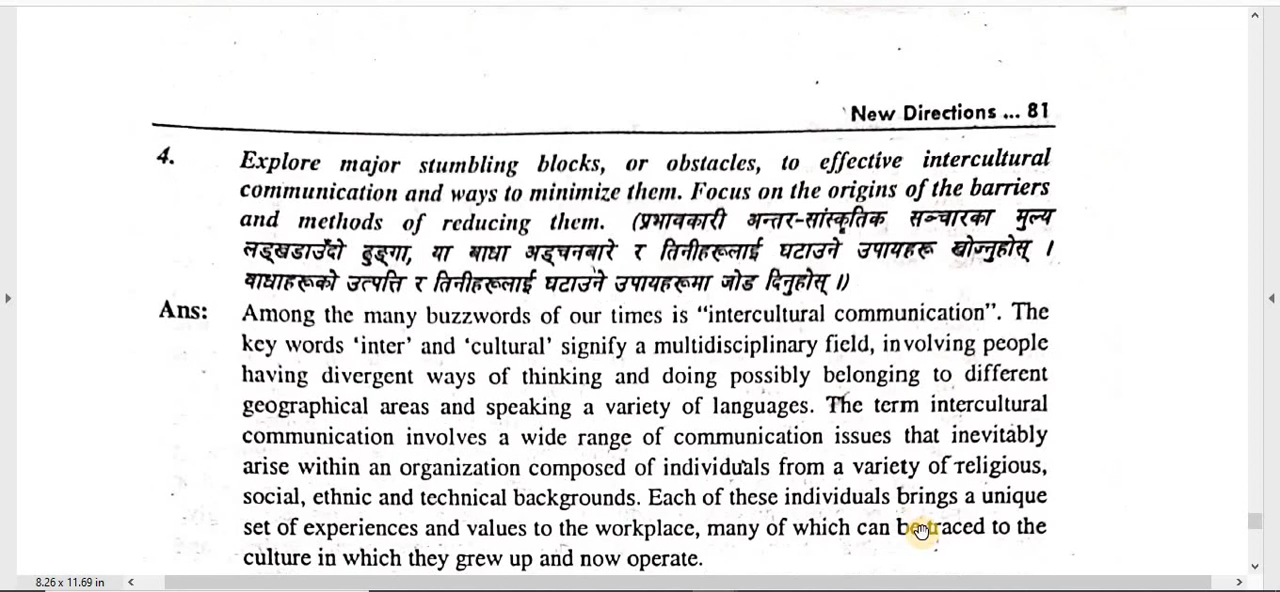 New Directions ... 81
4. Explore major stumbling blocks, or obstacles, to effective intercultural
communication and ways to minimize them. Focus on the origins of the barriers
and methods of reducing them. (प्रभावकारी अन्तर-सांस्कृतिक सञ्चारका मुल्य
लड्खडाउँदो ढुङ्गा, या बाधा अड्चनबारे र तिनीहरूलाई घटाउने उपायहरू खोज्नुहोस् ।
बाधाहरूको उत्पत्ति र तिनीहरूलाई घटाउने उपायहरूमा जोड दिनुहोस् ।)
Ans: Among the many buzzwords of our times is “intercultural communication”. The
key words ‘inter’ and ‘cultural’ signify a multidisciplinary field, involving people
having divergent ways of thinking and doing possibly belonging to different
geographical areas and speaking a variety of languages. The term intercultural
communication involves a wide range of communication issues that inevitably
arise within an organization composed of individuals from a variety of religious,
social, ethnic and technical backgrounds. Each of these individuals brings a unique
set of experiences and values to the workplace, many of which can be traced to the
culture in which they grew up and now operate.
8.26 x 11.69 in